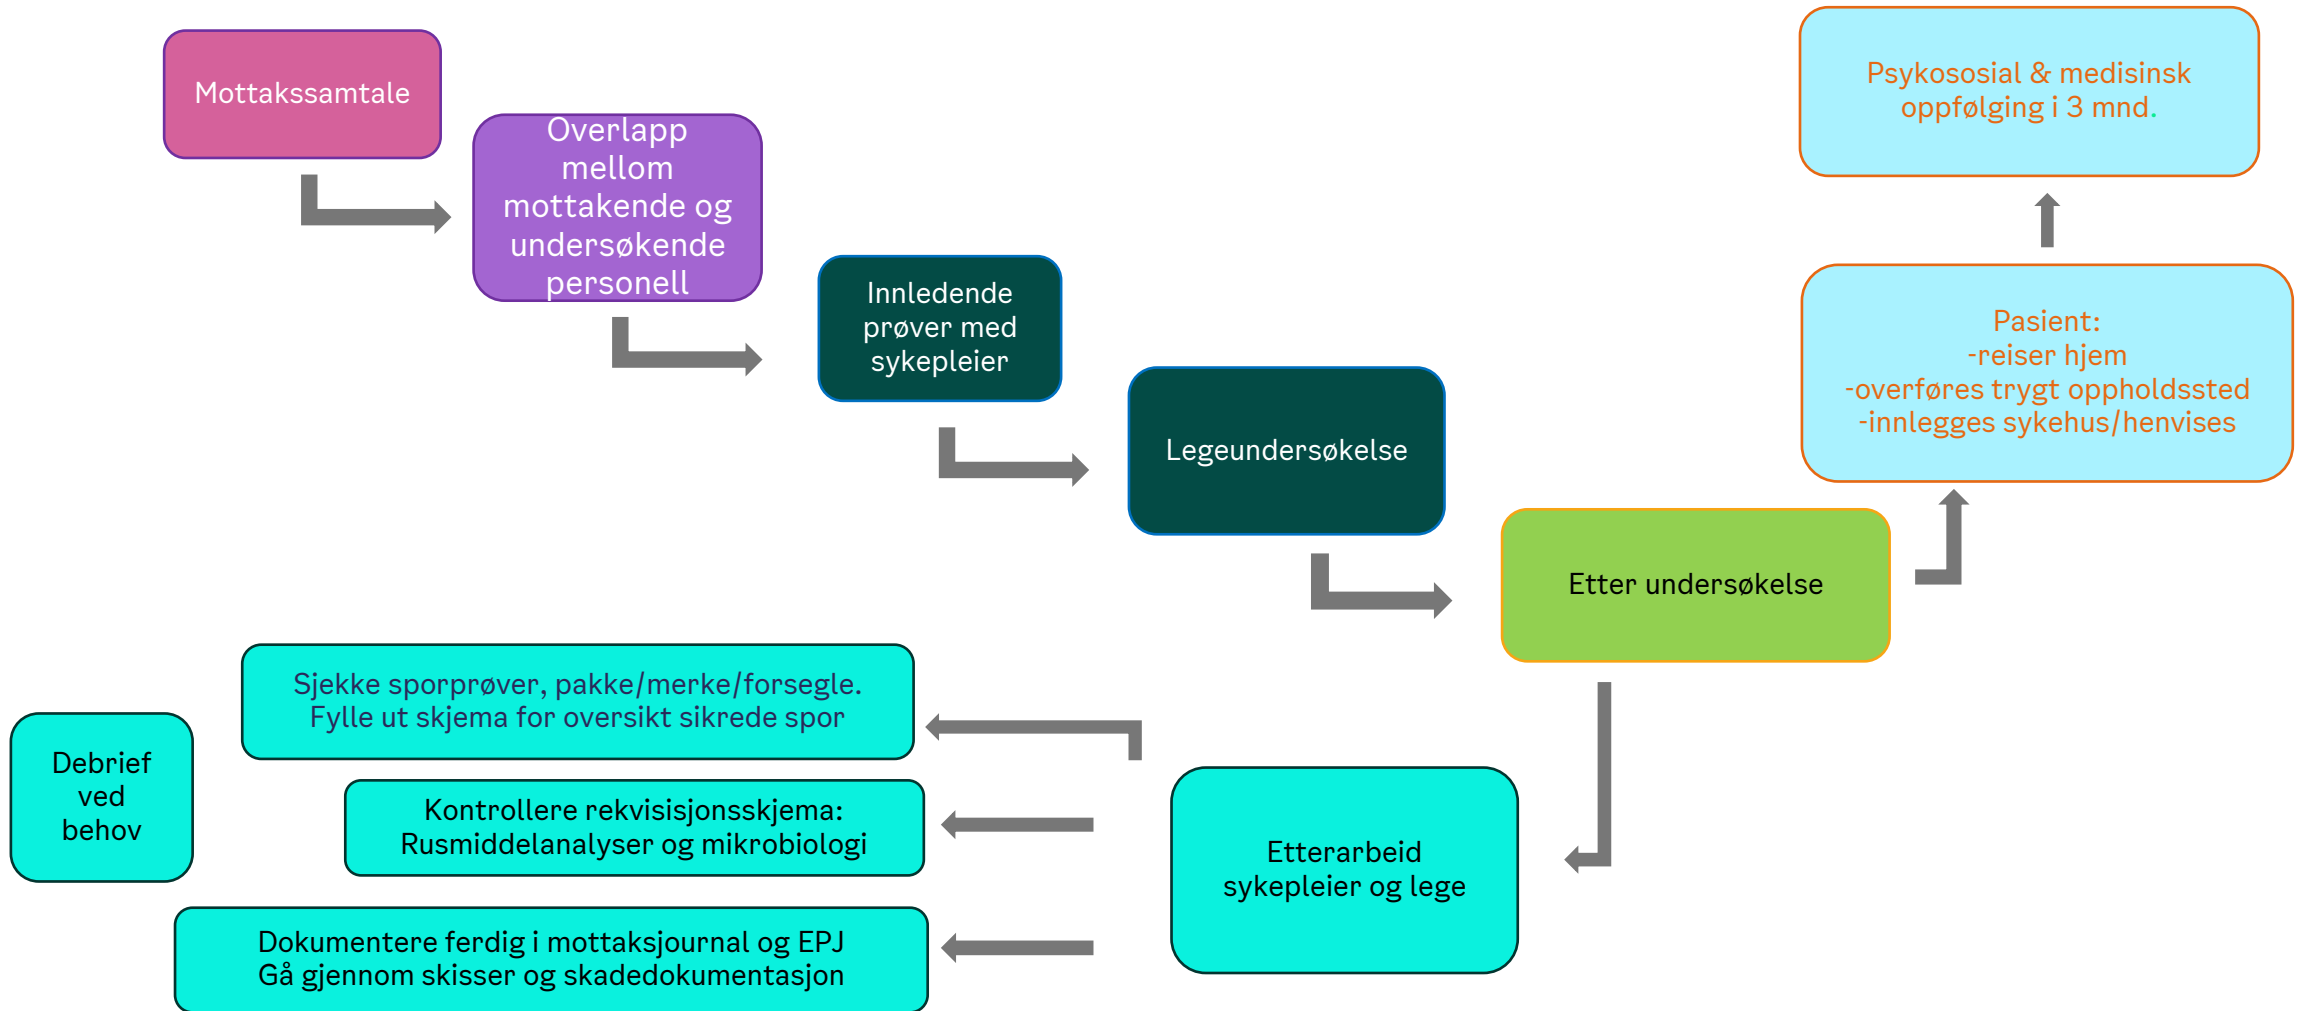 Mottakssamtale
Overlapp
mellom
mottakende og
undersøkende
personell
Innledende
prøver med
sykepleier
Legeundersøkelse
Etter undersøkelse
Pasient:
-reiser hjem
-overføres trygt oppholdssted
-innlegges sykehus/henvises
Psykososial & medisinsk
oppfølging i 3 mnd.
Etterarbeid
sykepleier og lege
Sjekke sporprøver, pakke/merke/forsegle.
Fylle ut skjema for oversikt sikrede spor
Kontrollere rekvisisjonsskjema:
Rusmiddelanalyser og mikrobiologi
Dokumentere ferdig i mottaksjournal og EPJ
Gå gjennom skisser og skadedokumentasjon
Debrief
ved
behov